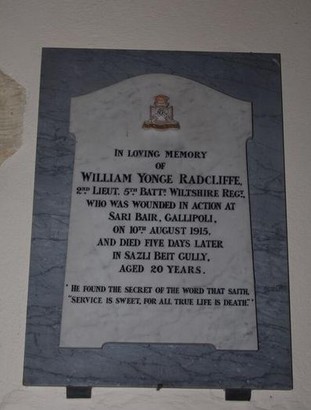 IN LOVING MEMORY
OF
WILLIAM YONGE RADCLIFFE,
2ND LIEUT. 5TH BATTN WILTSHIRE REGT.
WHO WAS WOUNDED IN ACTION AT
SARI BAIR, GALLIPOLI,
ON 10TH AUGUST 1915.
AND DIED FIVE DAYS LATER
IN SAZLI BEIT GULLY,
AGED 20 YEARS.
"HE FOUND THE SECRET OF THE WORD THAT SAITH,
"SERVICE IS SWEET, FOR ALL TRUE LIFE IS DEATH."